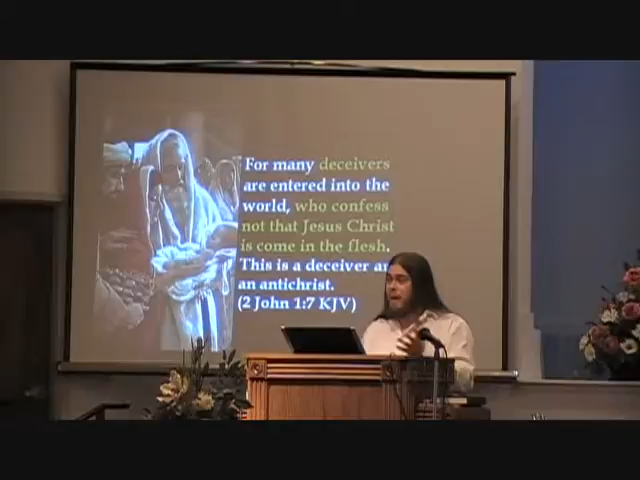 For many deceivers
are entered into the
world, who confess
not that Jesus Christ
is come in the flesh.
This is a deceiver
an antichrist.
(2 John 1:7 KJV)